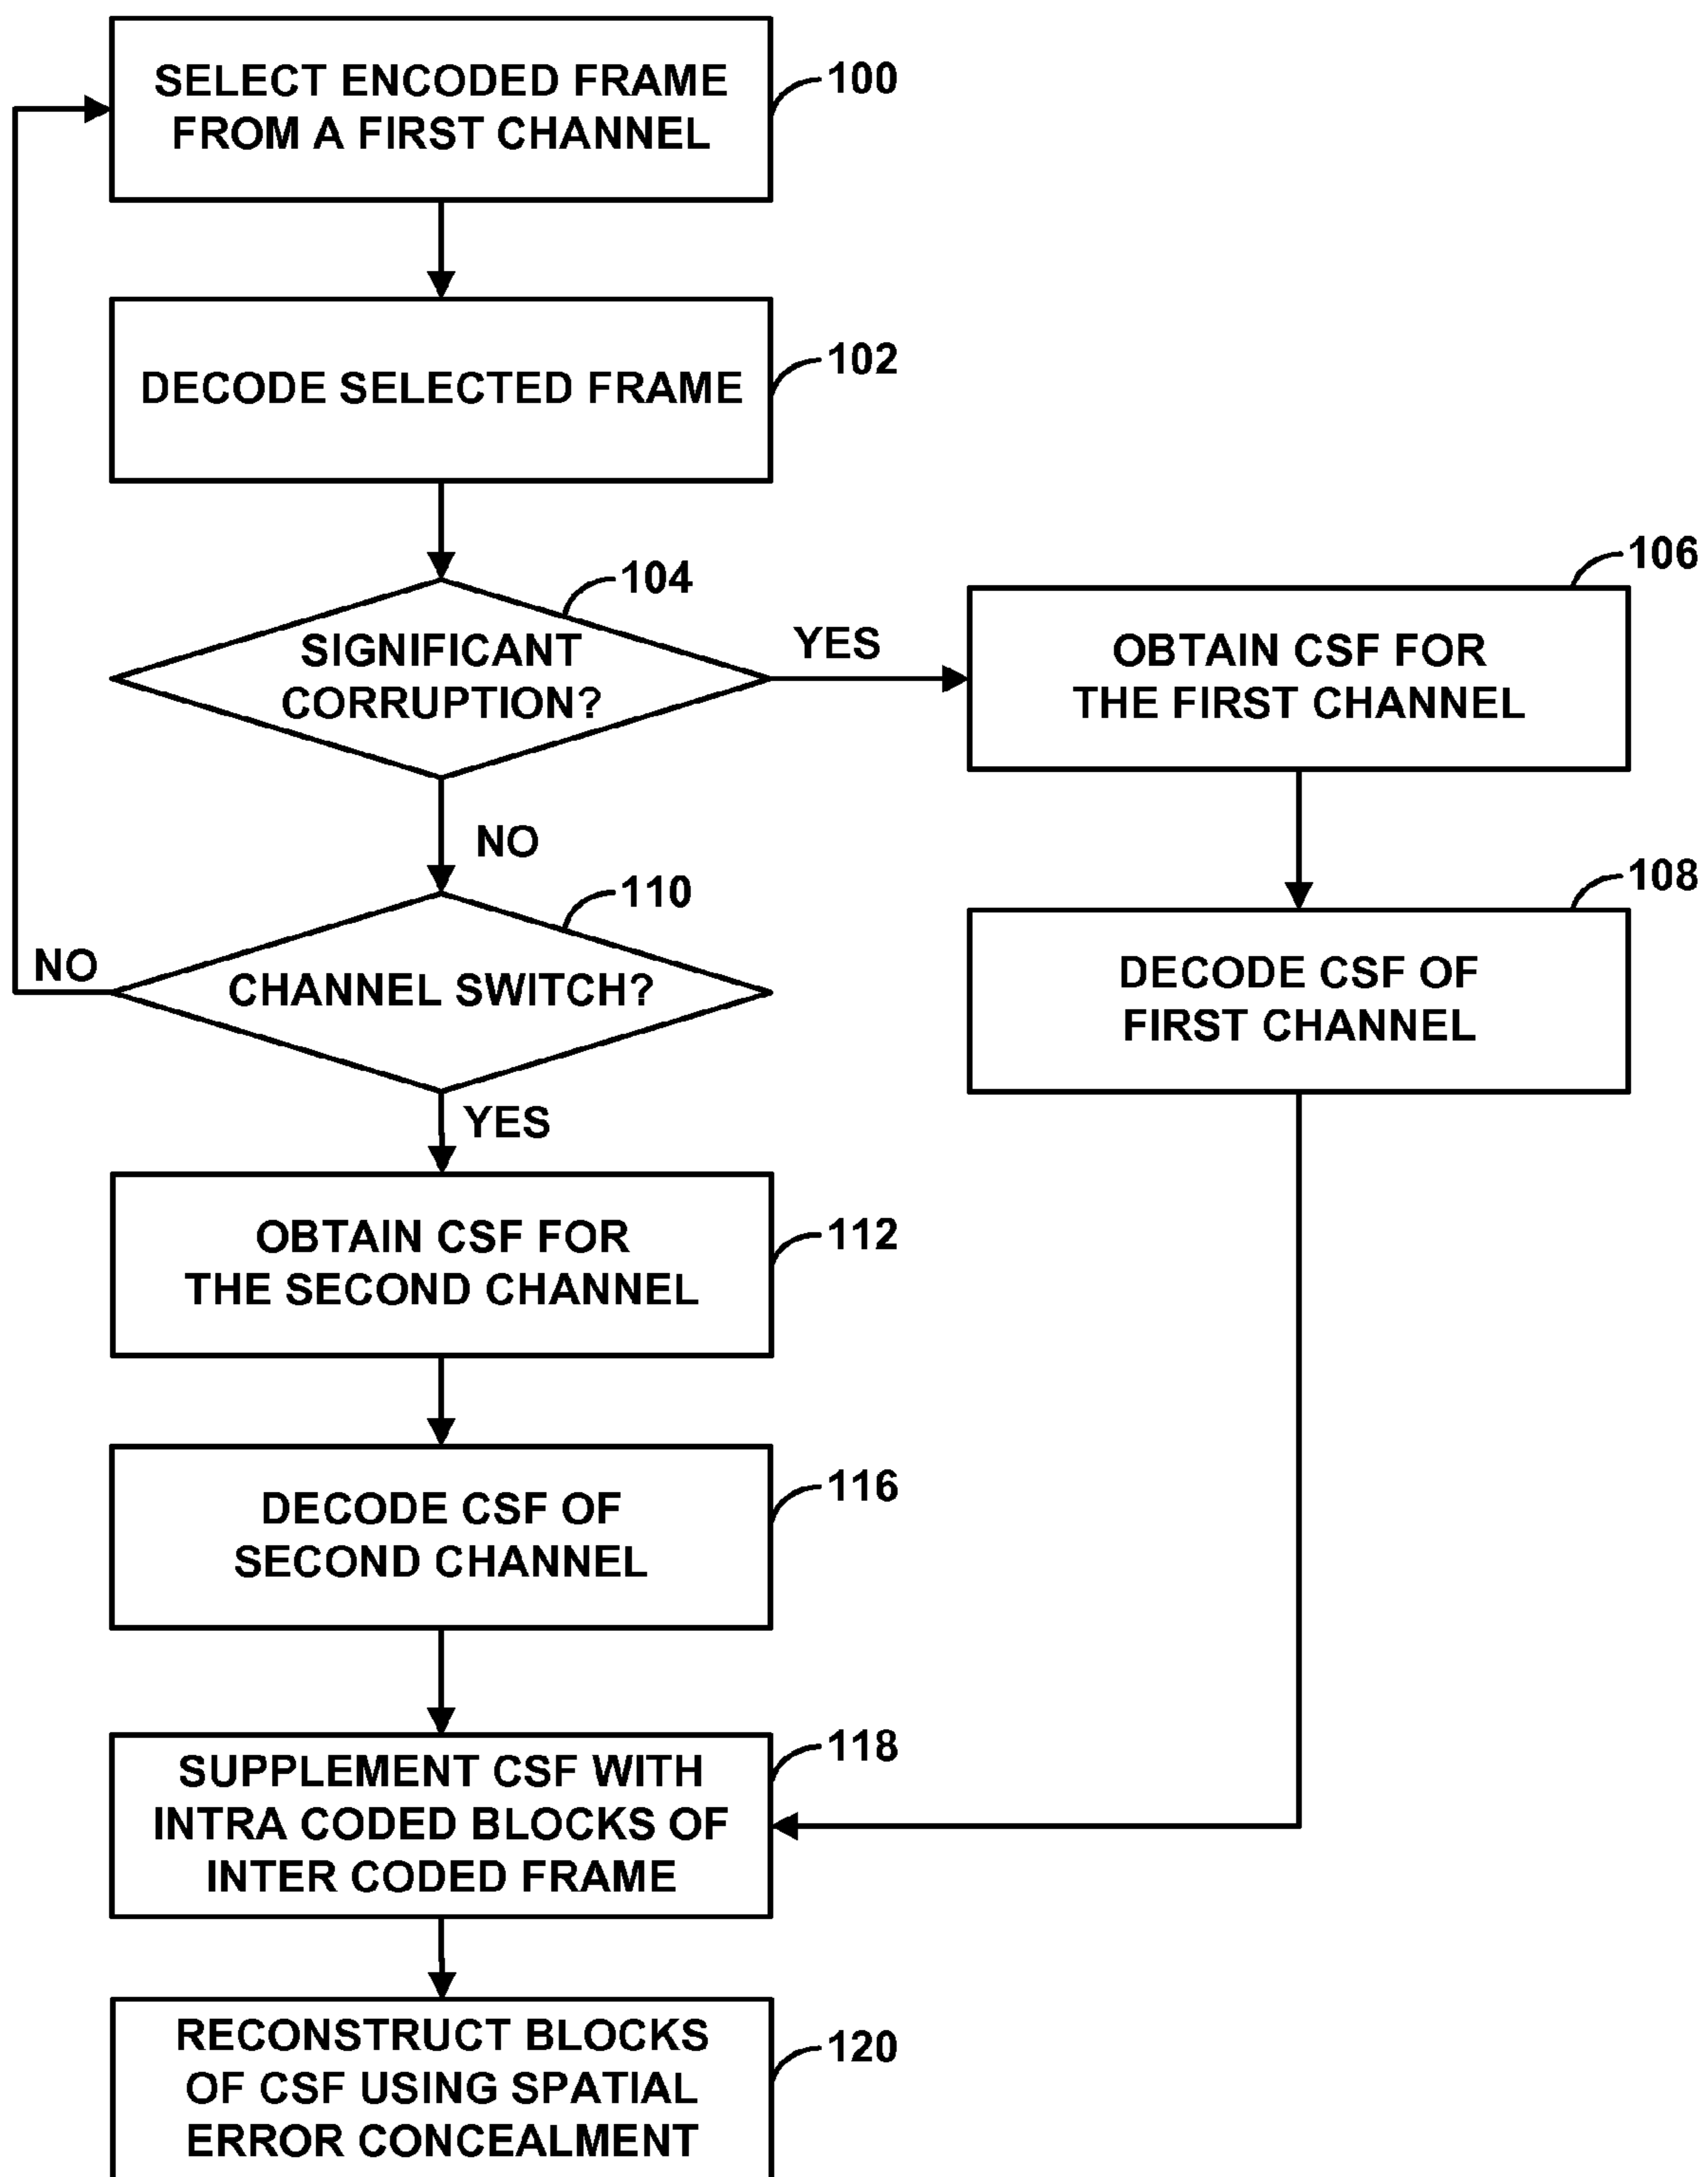 SELECT ENCODED FRAME
FROM A FIRST CHANNEL
100
DECODE SELECTED FRAME
102
SIGNIFICANT
CORRUPTION?
104
YES
OBTAIN CSF FOR
THE FIRST CHANNEL
106
NO
DECODE CSF OF
FIRST CHANNEL
108
CHANNEL SWITCH?
110
NO
YES
OBTAIN CSF FOR
THE SECOND CHANNEL
112
DECODE CSF OF
SECOND CHANNEL
116
SUPPLEMENT CSF WITH
INTRA CODED BLOCKS OF
INTER CODED FRAME
118
RECONSTRUCT BLOCKS
OF CSF USING SPATIAL
ERROR CONCEALMENT
120